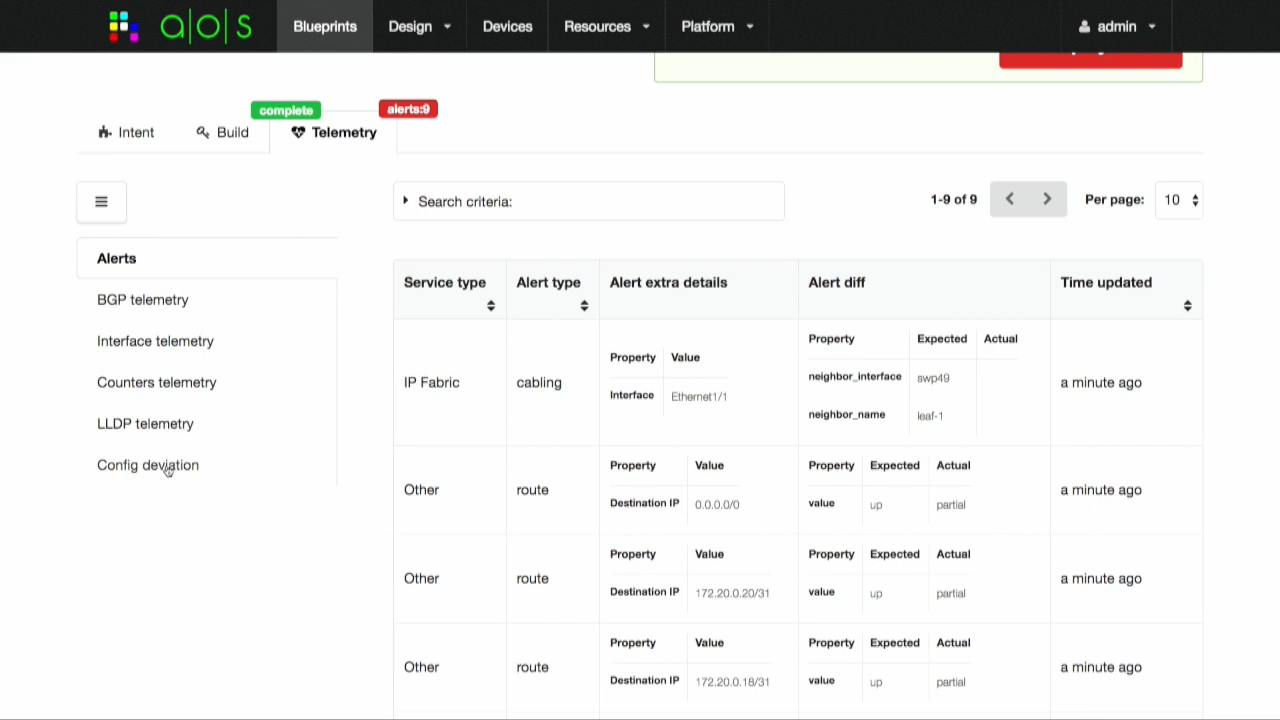 a|o|s Blueprints Design Devices Resources Platform admin
complete alerts:9
Intent Build Telemetry
Search criteria: 1-9 of 9 Per page: 10
Alerts
BGP telemetry
Interface telemetry
Counters telemetry
LLDP telemetry
Config deviation
Service type Alert type Alert extra details Alert diff Time updated
IP Fabric cabling a minute ago
Property Value
Interface Ethernet1/1
Property Expected Actual
neighbor_interface swp49
neighbor_name leaf-1
Other route a minute ago
Property Value
Destination IP 0.0.0.0/0
Property Expected Actual
value up partial
Other route a minute ago
Property Value
Destination IP 172.20.0.20/31
Property Expected Actual
value up partial
Other route a minute ago
Property Value
Destination IP 172.20.0.18/31
Property Expected Actual
value up partial